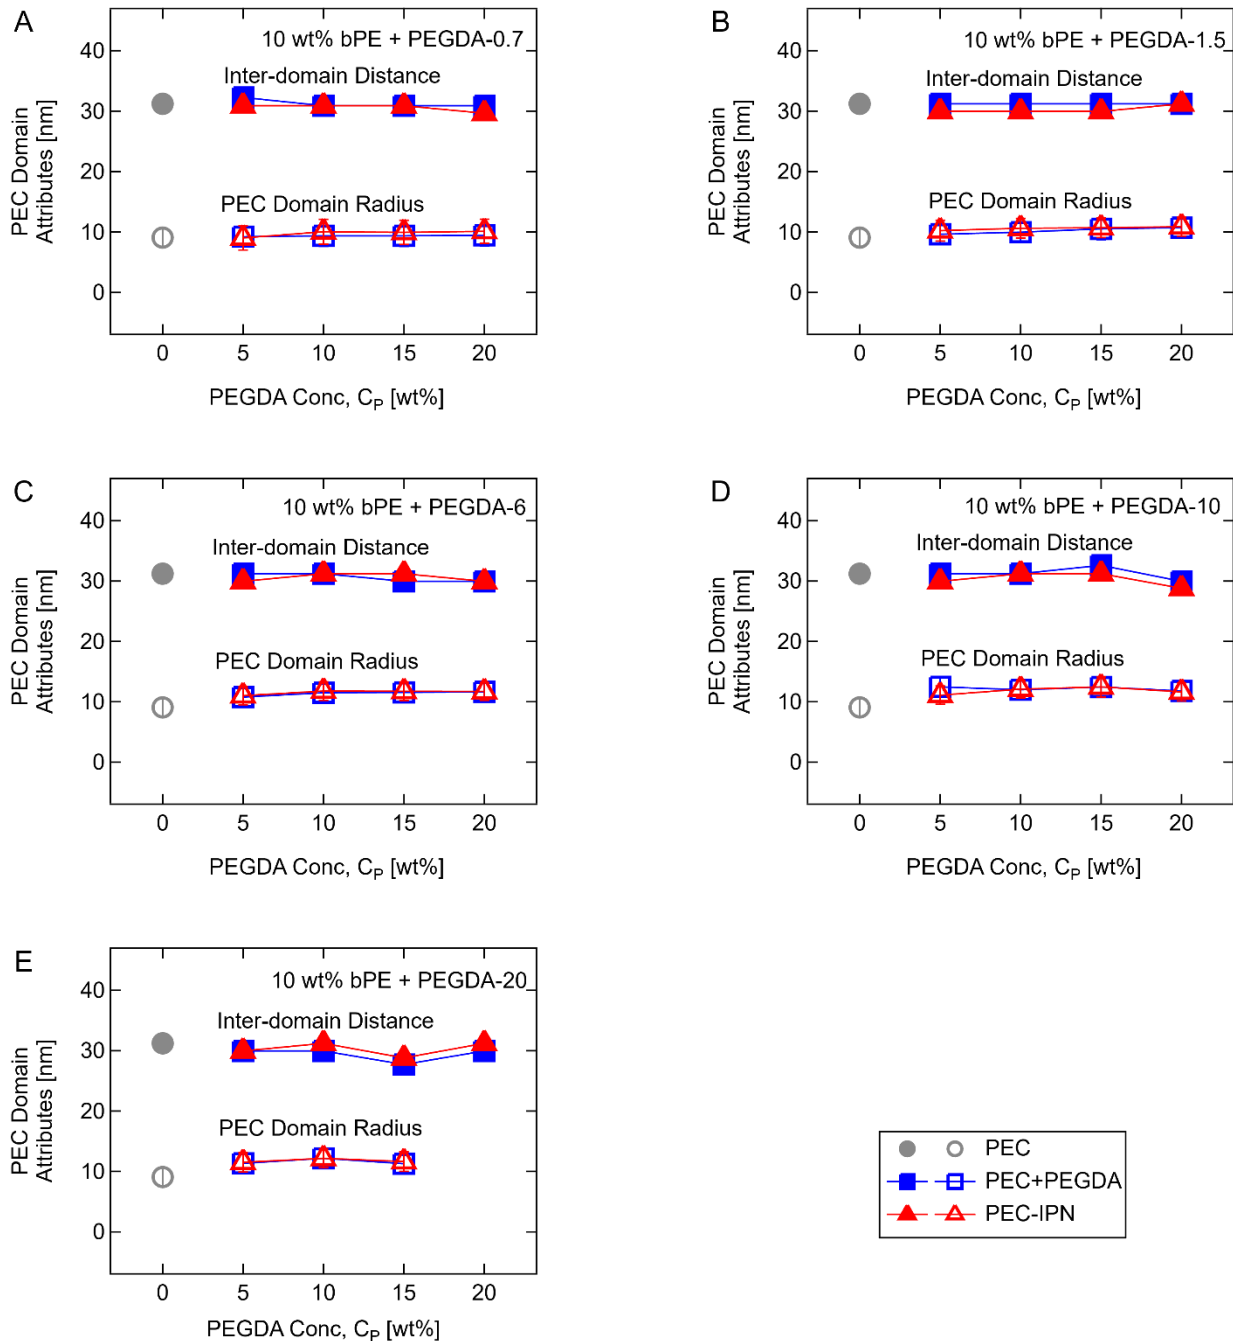 A
10 wt% bPE + PEGDA-0.7
Inter-domain Distance
PEC Domain Radius
PEC Domain
Attributes [nm]
40
30
20
10
0
0 5 10 15 20
PEGDA Conc, C_P [wt%]
B
10 wt% bPE + PEGDA-1.5
Inter-domain Distance
PEC Domain Radius
PEC Domain
Attributes [nm]
40
30
20
10
0
0 5 10 15 20
PEGDA Conc, C_P [wt%]
C
10 wt% bPE + PEGDA-6
Inter-domain Distance
PEC Domain Radius
PEC Domain
Attributes [nm]
40
30
20
10
0
0 5 10 15 20
PEGDA Conc, C_P [wt%]
D
10 wt% bPE + PEGDA-10
Inter-domain Distance
PEC Domain Radius
PEC Domain
Attributes [nm]
40
30
20
10
0
0 5 10 15 20
PEGDA Conc, C_P [wt%]
E
10 wt% bPE + PEGDA-20
Inter-domain Distance
PEC Domain Radius
PEC Domain
Attributes [nm]
40
30
20
10
0
0 5 10 15 20
PEGDA Conc, C_P [wt%]
PEC
PEC+PEGDA
PEC-IPN